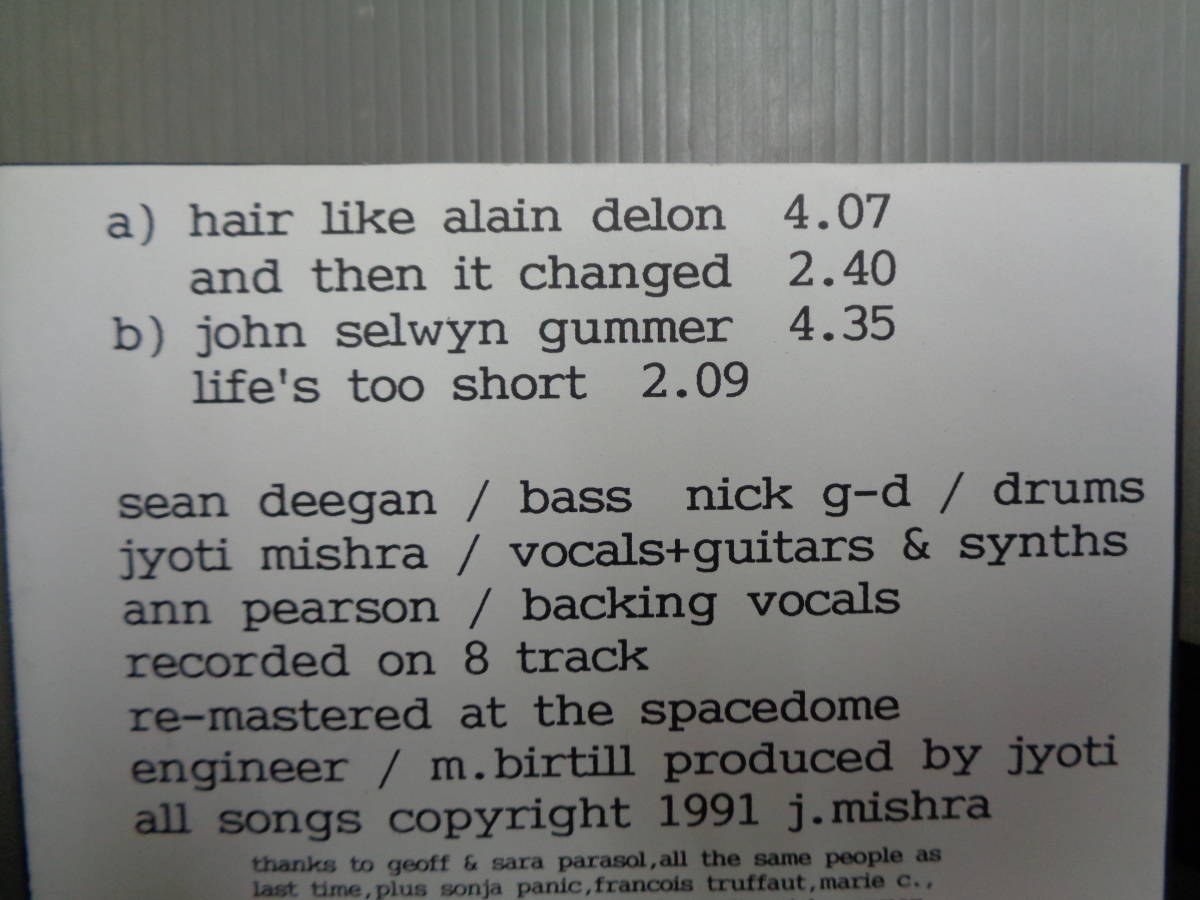 a) hair like alain delon 4.07
and then it changed 2.40
b) john selwyn gummer 4.35
life's too short 2.09
sean deegan / bass nick g-d / drums
jyoti mishra / vocals+guitars & synths
ann pearson / backing vocals
recorded on 8 track
re-mastered at the spacedome
engineer / m.birtill produced by jyoti
all songs copyright 1991 j.mishra
thanks to geoff & sara parasol,all the same people as
last time,plus sonja panic,francois truffaut,marie c.,